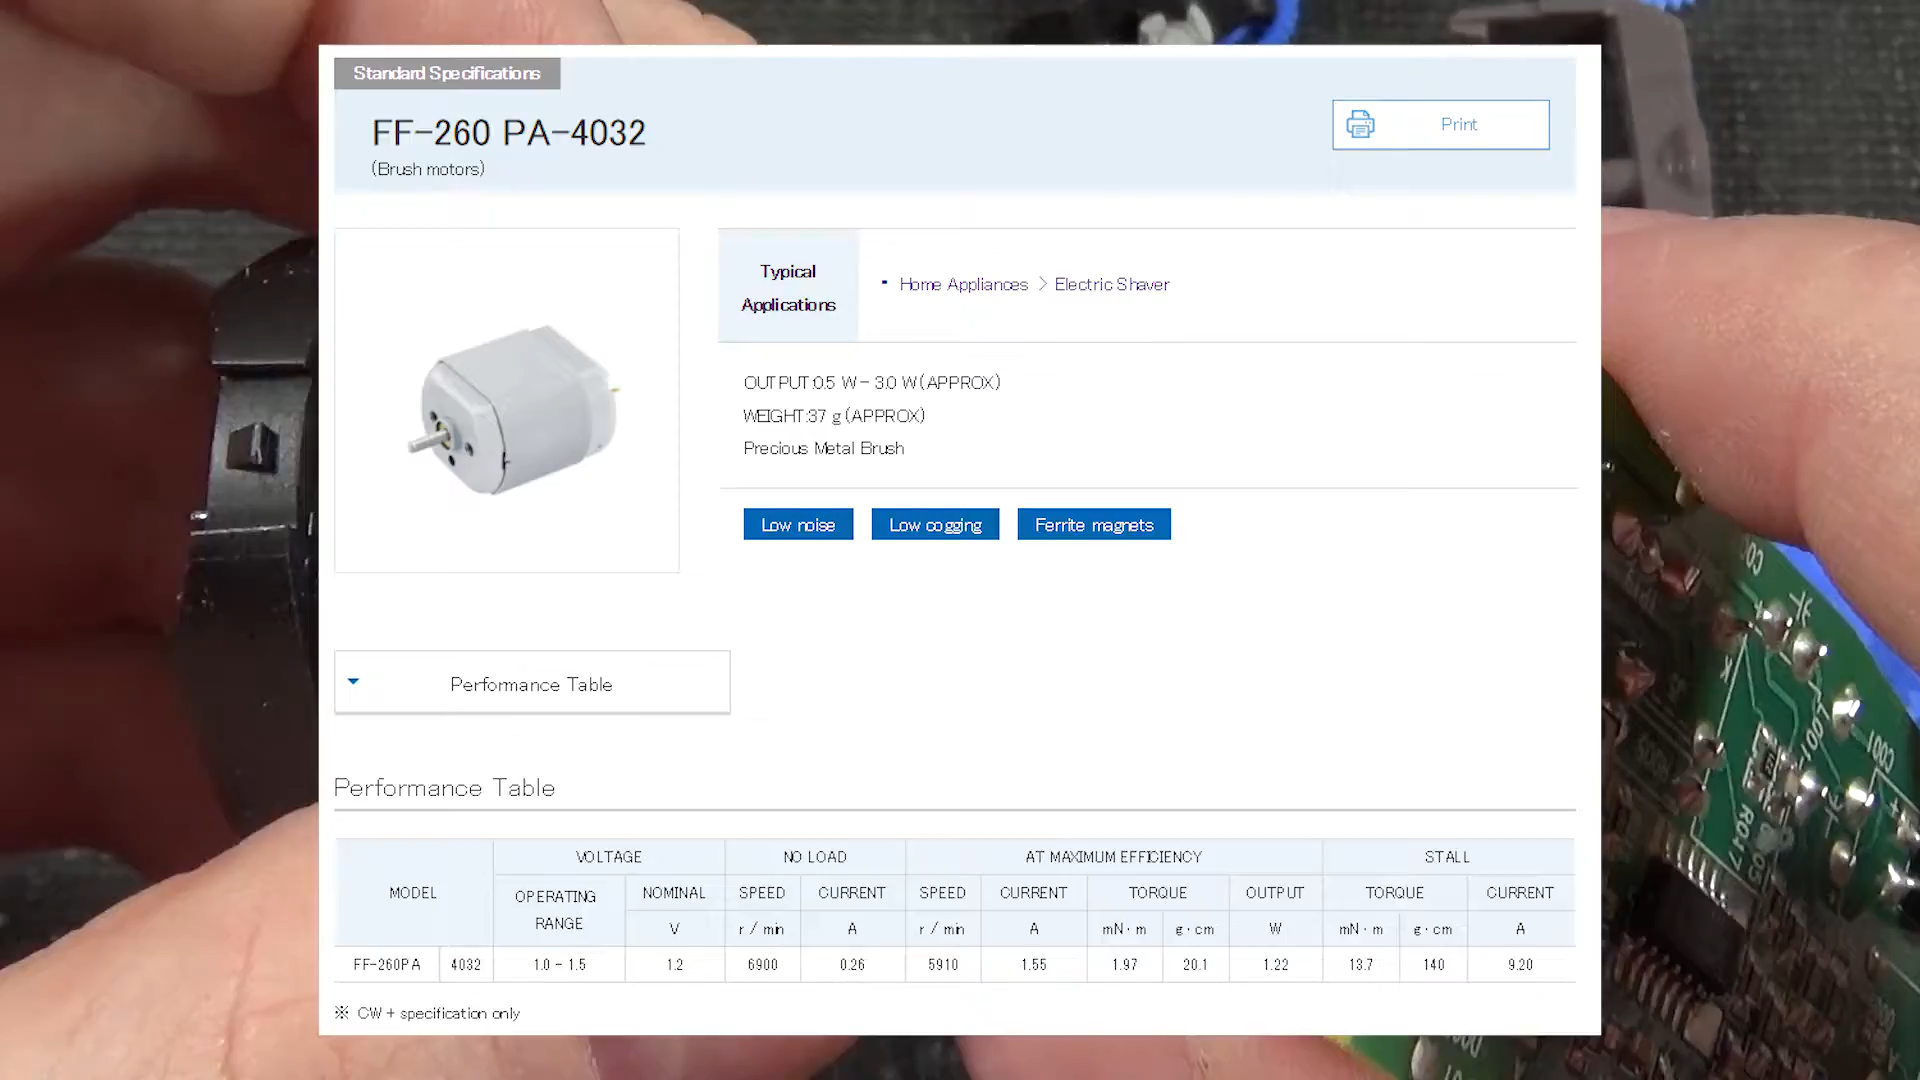 Standard Specifications
FF-260 PA-4032
(Brush motors)
Print
Typical
Applications
・ Home Appliances > Electric Shaver
OUTPUT:0.5 W - 3.0 W(APPROX)
WEIGHT:37 g(APPROX)
Precious Metal Brush
Low noise Low cogging Ferrite magnets
Performance Table
Performance Table
MODEL VOLTAGE NO LOAD AT MAXIMUM EFFICIENCY STALL
OPERATING RANGE NOMINAL SPEED CURRENT SPEED CURRENT TORQUE OUTPUT TORQUE CURRENT
V r / min A r / min A mN・m g・cm W mN・m g・cm A
FF-260PA 4032 1.0 - 1.5 1.2 6900 0.26 5910 1.55 1.97 20.1 1.22 13.7 140 9.20
※ CW + specification only
L001
C001
R047